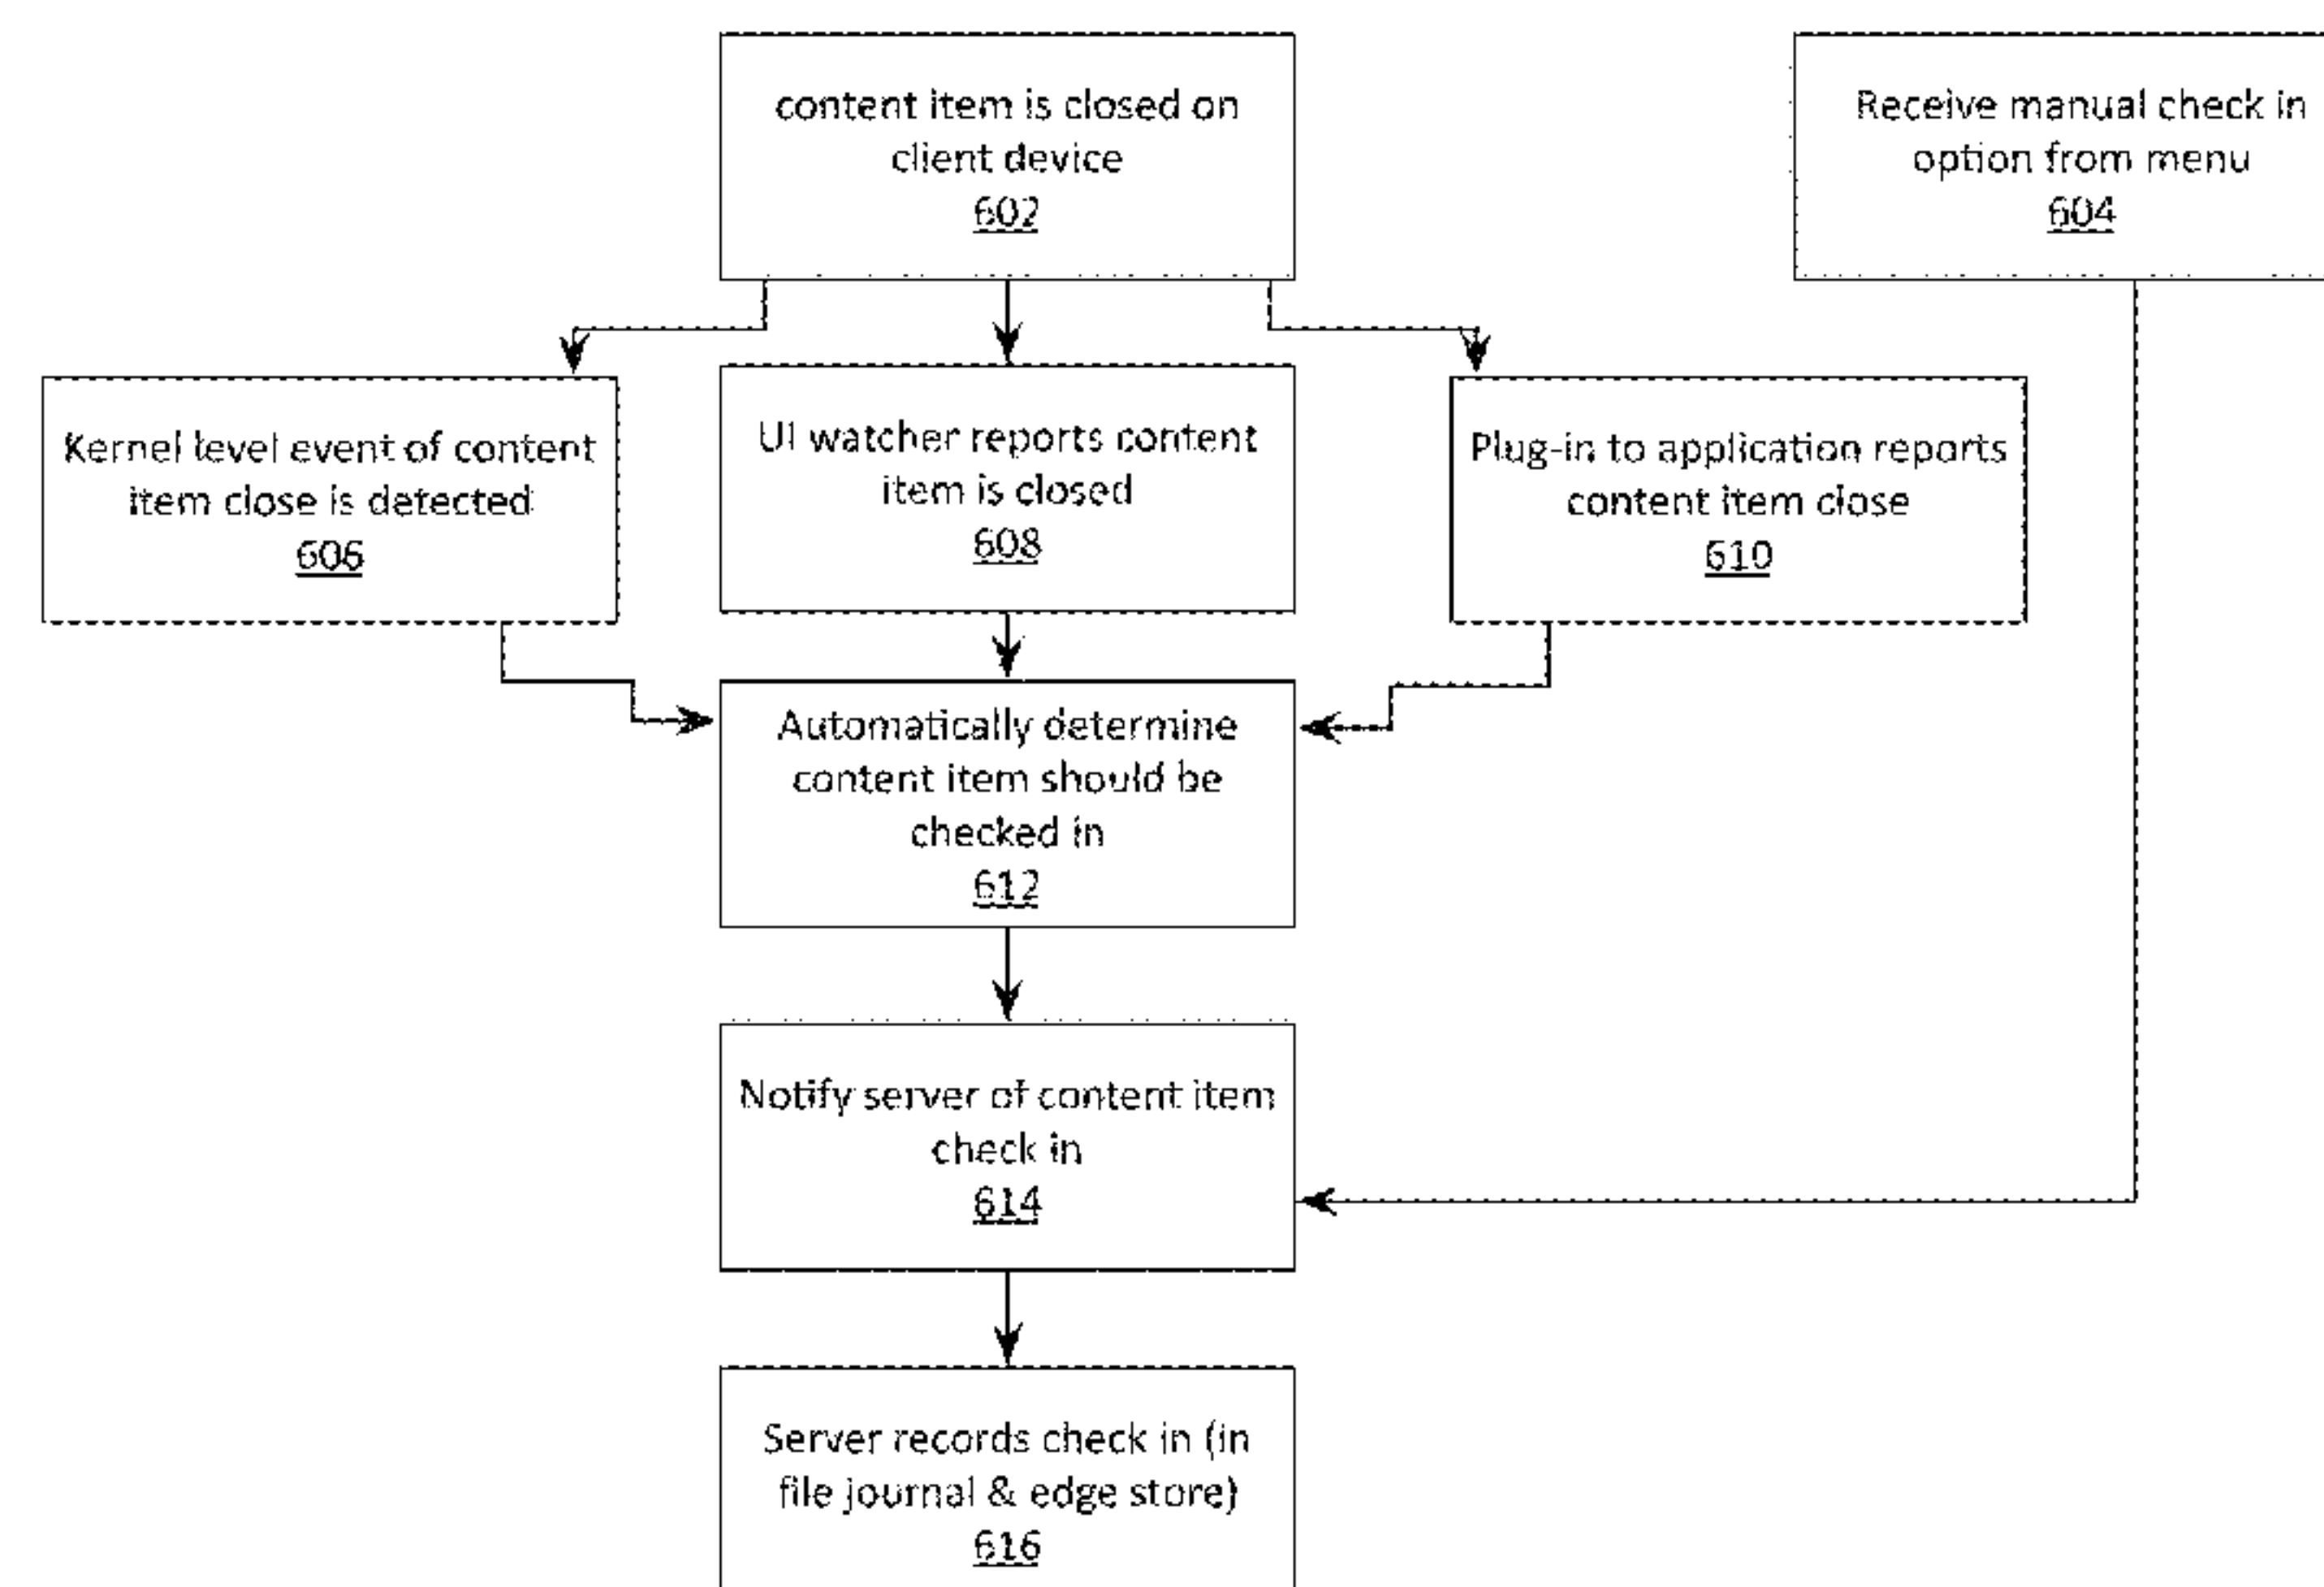 content item is closed on
client device
602
Receive manual check in
option from menu
604
Kernel level event of content
item close is detected
606
UI watcher reports content
item is closed
608
Plug-in to application reports
content item close
610
Automatically determine
content item should be
checked in
612
Notify server of content item
check in
614
Server records check in (in
file journal & edge store)
616